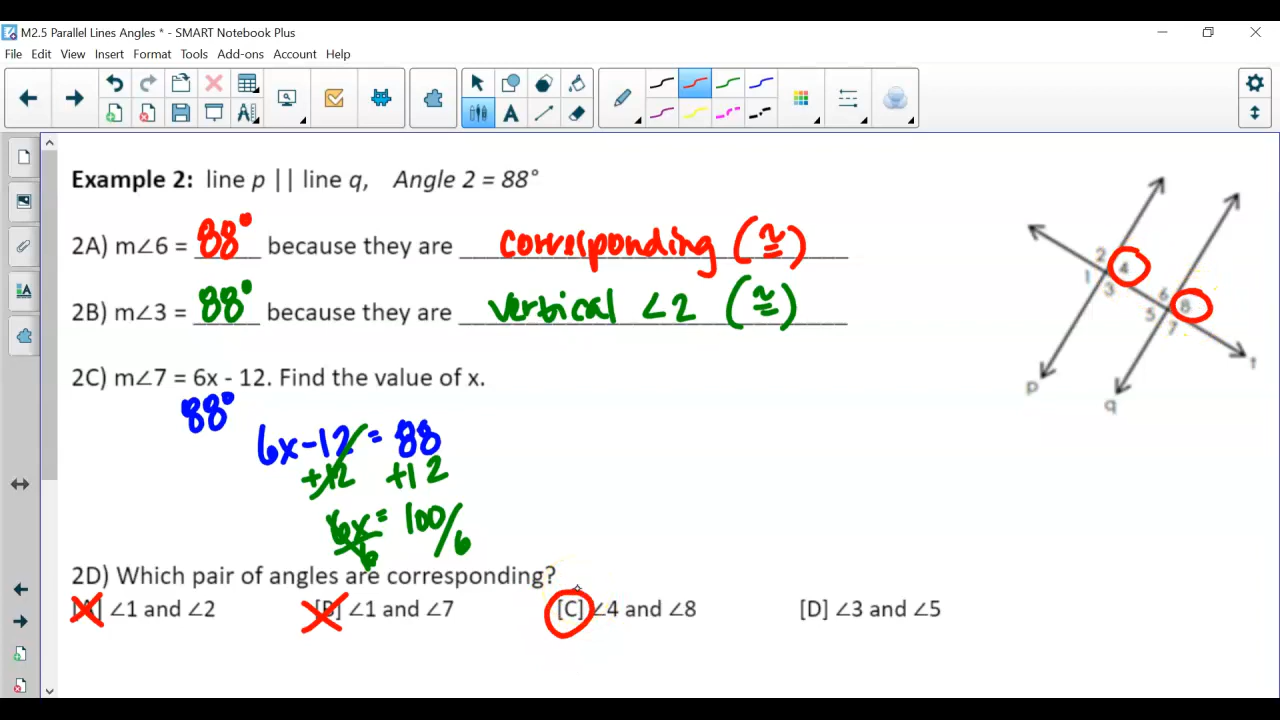 M2.5 Parallel Lines Angles * - SMART Notebook Plus
File Edit View Insert Format Tools Add-ons Account Help
Example 2: line p || line q, Angle 2 = 88°
2A) m∠6 = 88° because they are corresponding (≅)
2B) m∠3 = 88° because they are vertical ∠2 (≅)
2C) m∠7 = 6x - 12. Find the value of x.
88°
6x-12 = 88
+12 +12
6x = 100/6
6
2D) Which pair of angles are corresponding?
[A] ∠1 and ∠2 [B] ∠1 and ∠7 [C] ∠4 and ∠8 [D] ∠3 and ∠5
2 4
1 3
6 8
5 7
p q t